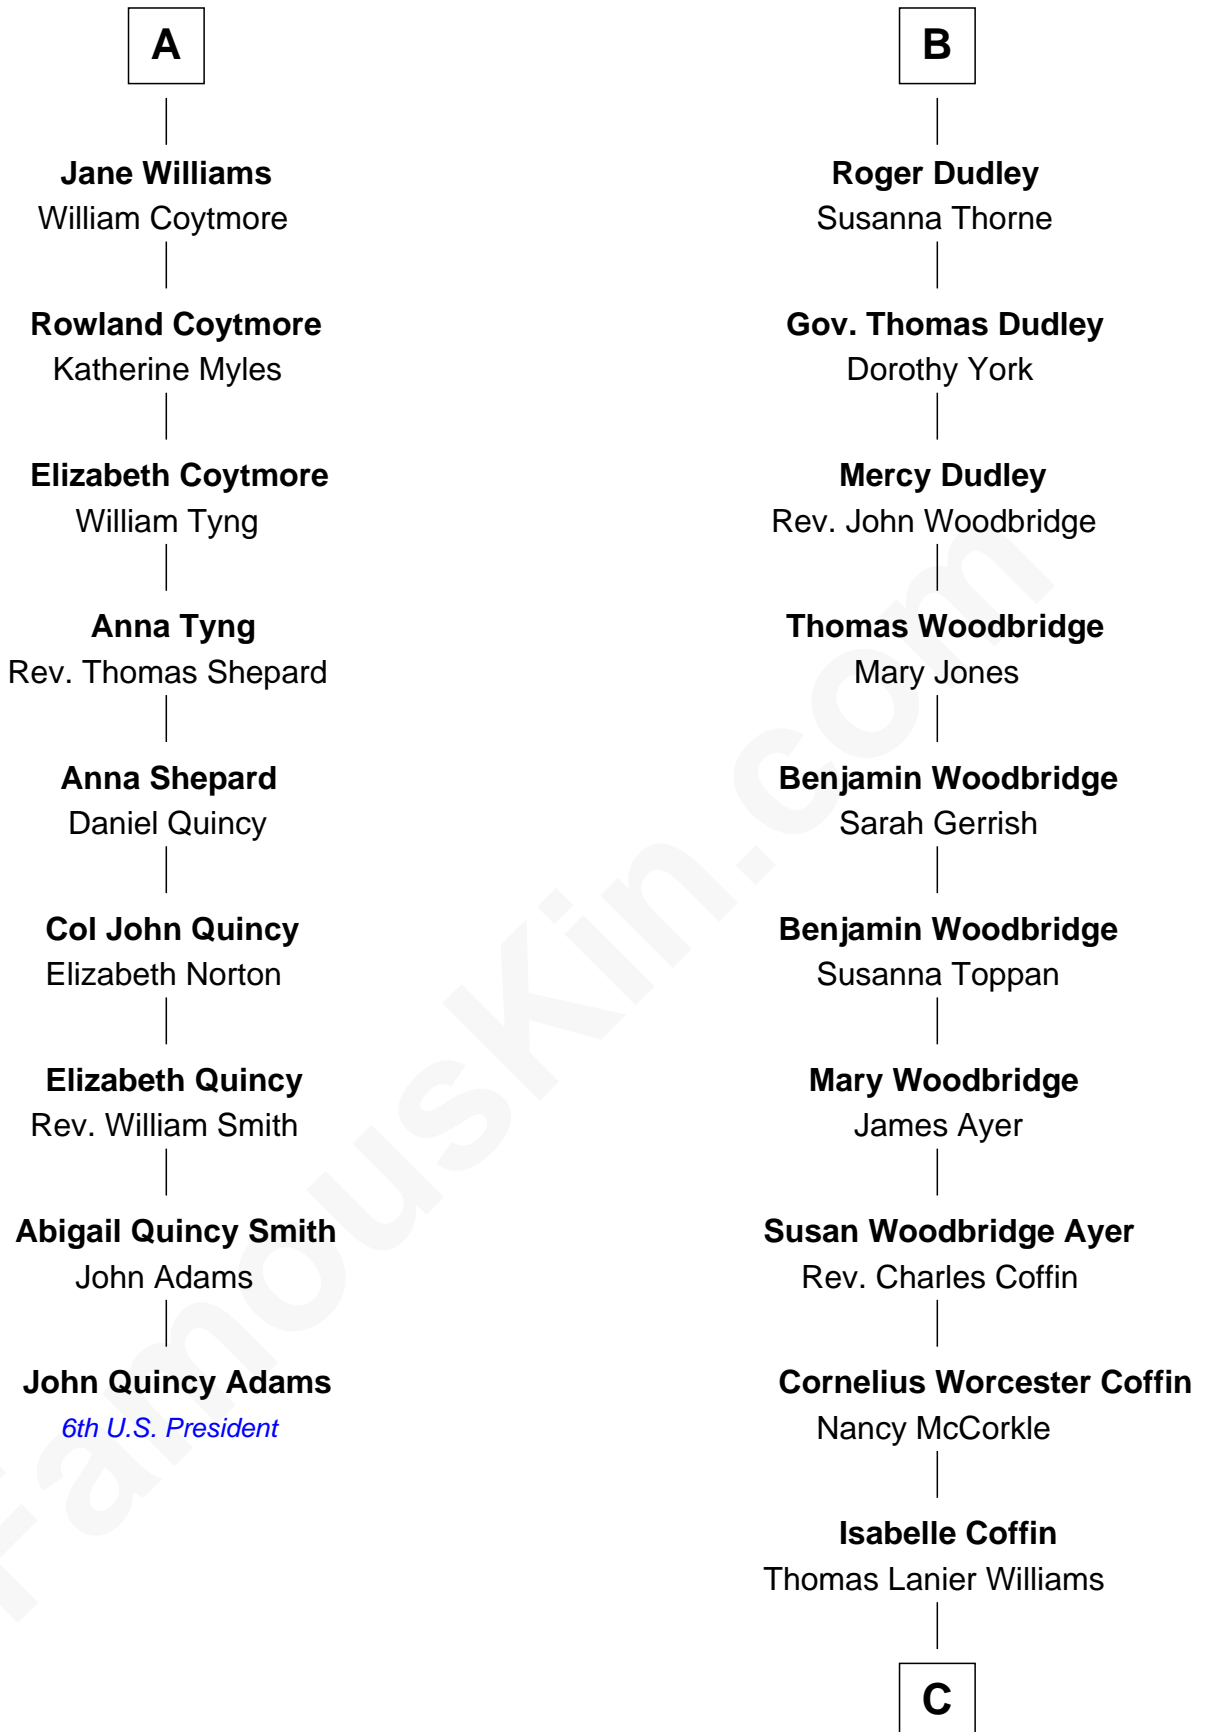 A
Jane Williams
William Coytmore
Rowland Coytmore
Katherine Myles
Elizabeth Coytmore
William Tyng
Anna Tyng
Rev. Thomas Shepard
Anna Shepard
Daniel Quincy
Col John Quincy
Elizabeth Norton
Elizabeth Quincy
Rev. William Smith
Abigail Quincy Smith
John Adams
John Quincy Adams
6th U.S. President
B
Roger Dudley
Susanna Thorne
Gov. Thomas Dudley
Dorothy York
Mercy Dudley
Rev. John Woodbridge
Thomas Woodbridge
Mary Jones
Benjamin Woodbridge
Sarah Gerrish
Benjamin Woodbridge
Susanna Toppan
Mary Woodbridge
James Ayer
Susan Woodbridge Ayer
Rev. Charles Coffin
Cornelius Worcester Coffin
Nancy McCorkle
Isabelle Coffin
Thomas Lanier Williams
C
FamousKin.com